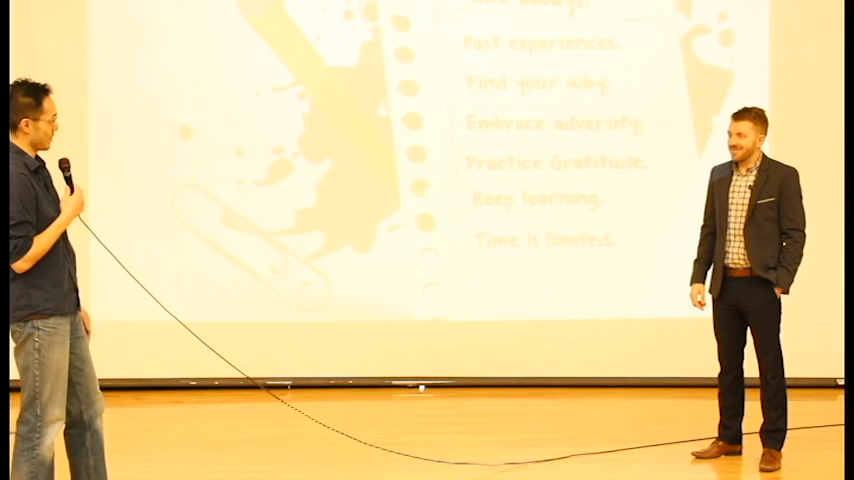 Past experiences.
Find your why.
Embrace adversity.
Practice Gratitude.
Keep learning.
Time is limited.